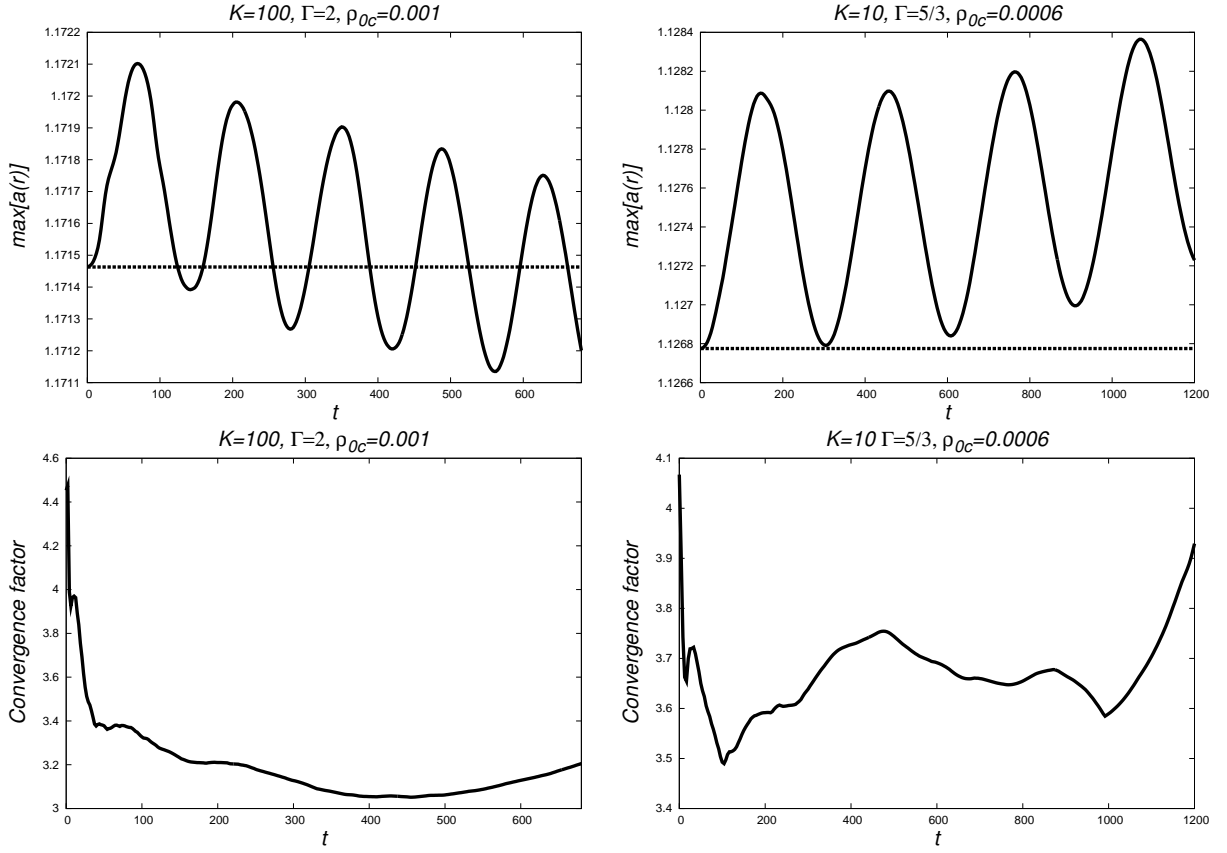 K=100, Γ=2, ρ0c=0.001
1.1722
1.1721
1.172
1.1719
1.1718
1.1717
1.1716
1.1715
1.1714
1.1713
1.1712
1.1711
max[a(r)]
0 100 200 300 400 500 600
t
K=10, Γ=5/3, ρ0c=0.0006
1.1284
1.1282
1.128
1.1278
1.1276
1.1274
1.1272
1.127
1.1268
1.1266
max[a(r)]
0 200 400 600 800 1000 1200
t
K=100, Γ=2, ρ0c=0.001
4.6
4.4
4.2
4
3.8
3.6
3.4
3.2
3
Convergence factor
0 100 200 300 400 500 600
t
K=10 Γ=5/3, ρ0c=0.0006
4.1
4
3.9
3.8
3.7
3.6
3.5
3.4
Convergence factor
0 200 400 600 800 1000 1200
t